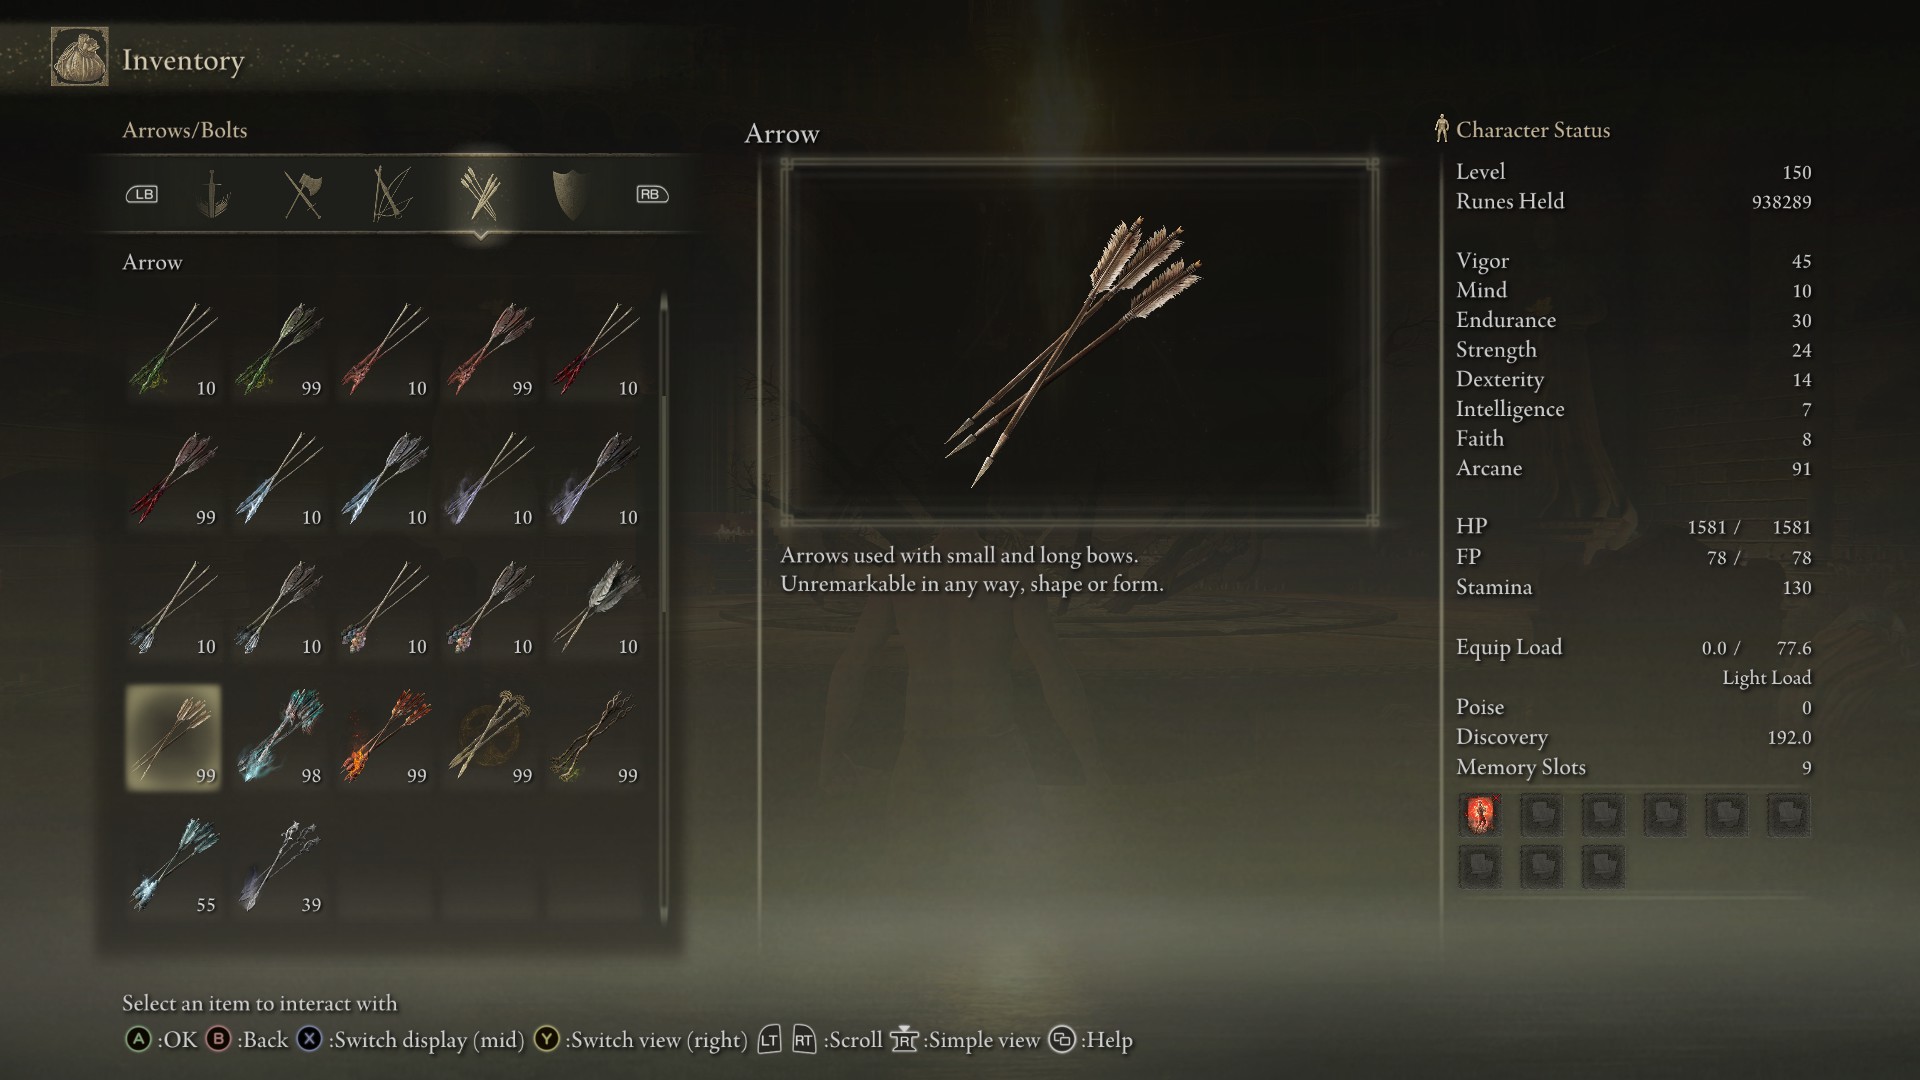 Inventory
Arrows/Bolts
LB
RB
Arrow
10 99 10 99 10
99 10 10 10 10
10 10 10 10 10
99 98 99 99 99
55 39
Arrow
Arrows used with small and long bows.
Unremarkable in any way, shape or form.
Character Status
Level 150
Runes Held 938289
Vigor 45
Mind 10
Endurance 30
Strength 24
Dexterity 14
Intelligence 7
Faith 8
Arcane 91
HP 1581 / 1581
FP 78 / 78
Stamina 130
Equip Load 0.0 / 77.6
Light Load
Poise 0
Discovery 192.0
Memory Slots 9
Select an item to interact with
A :OK B :Back X :Switch display (mid) Y :Switch view (right) LT RT :Scroll R :Simple view :Help